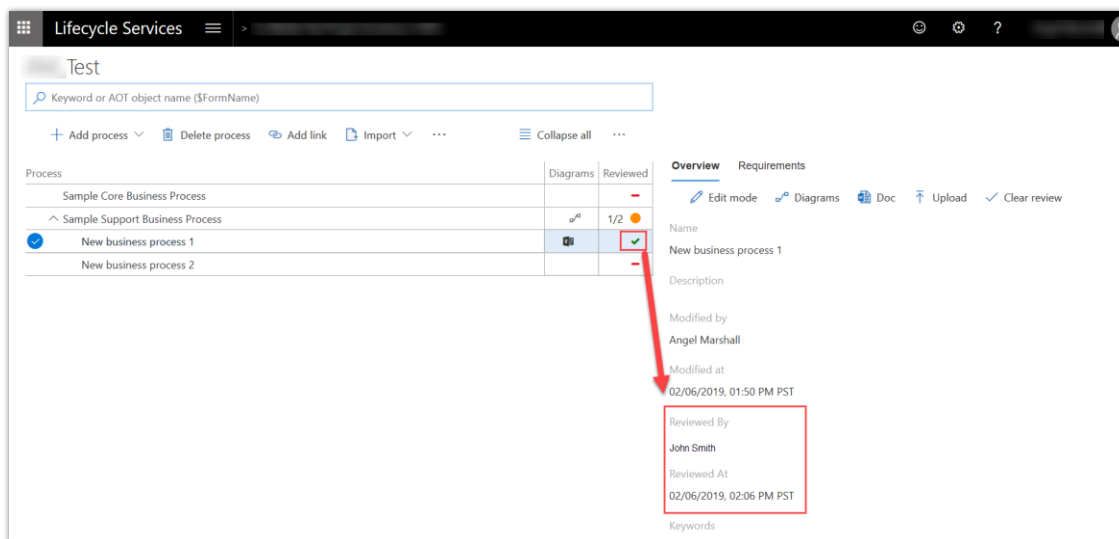 Lifecycle Services >
?
_Test
Keyword or AOT object name ($FormName)
Add process Delete process Add link Import ... Collapse all ...
Process Diagrams Reviewed
Sample Core Business Process
Sample Support Business Process 1/2
New business process 1
New business process 2
Overview Requirements
Edit mode Diagrams Doc Upload Clear review
Name
New business process 1
Description
Modified by
Angel Marshall
Modified at
02/06/2019, 01:50 PM PST
Reviewed By
John Smith
Reviewed At
02/06/2019, 02:06 PM PST
Keywords